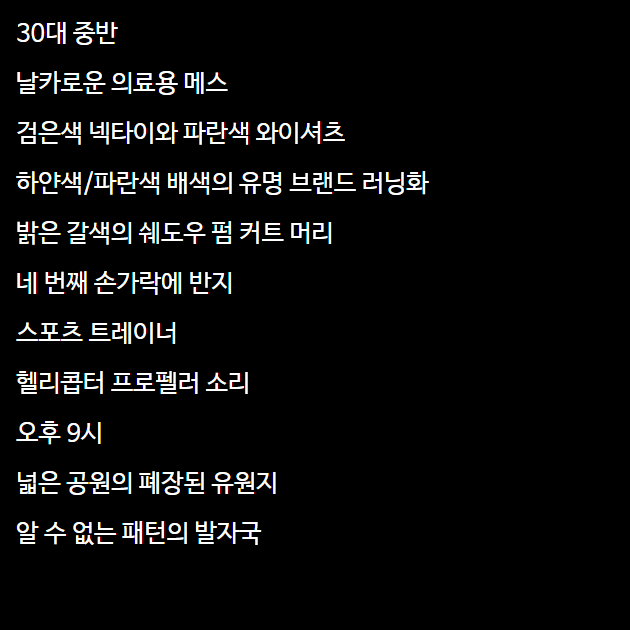 30대 중반
날카로운 의료용 메스
검은색 넥타이와 파란색 와이셔츠
하얀색/파란색 배색의 유명 브랜드 러닝화
밝은 갈색의 쉐도우 펌 커트 머리
네 번째 손가락에 반지
스포츠 트레이너
헬리콥터 프로펠러 소리
오후 9시
넓은 공원의 폐장된 유원지
알 수 없는 패턴의 발자국